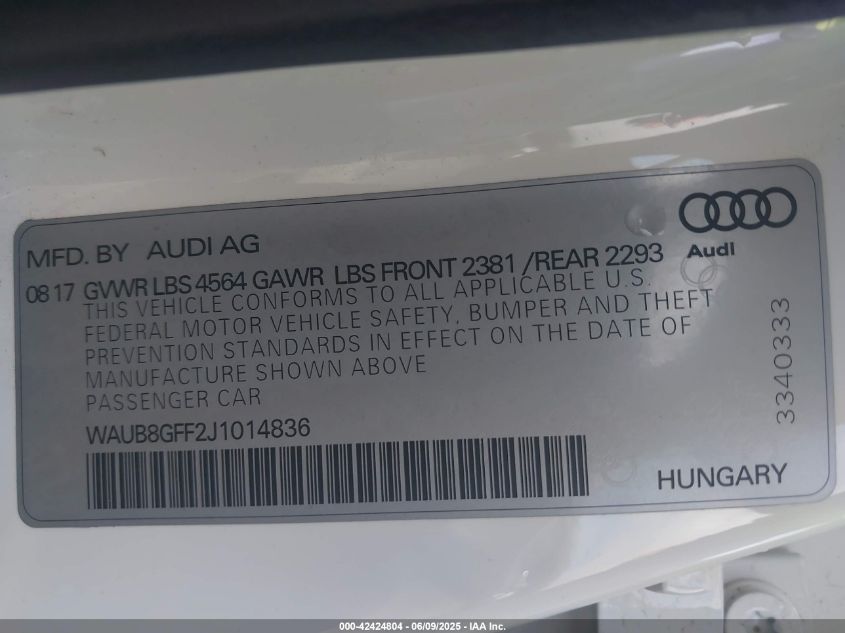 MFD. BY AUDI AG
Audi
08 17 GVWR LBS 4564 GAWR LBS FRONT 2381 /REAR 2293
THIS VEHICLE CONFORMS TO ALL APPLICABLE U.S.
FEDERAL MOTOR VEHICLE SAFETY, BUMPER AND THEFT
PREVENTION STANDARDS IN EFFECT ON THE DATE OF
MANUFACTURE SHOWN ABOVE
PASSENGER CAR
3340333
WAUB8GFF2J1014836
HUNGARY
000-42424804 - 06/09/2025 - IAA Inc.